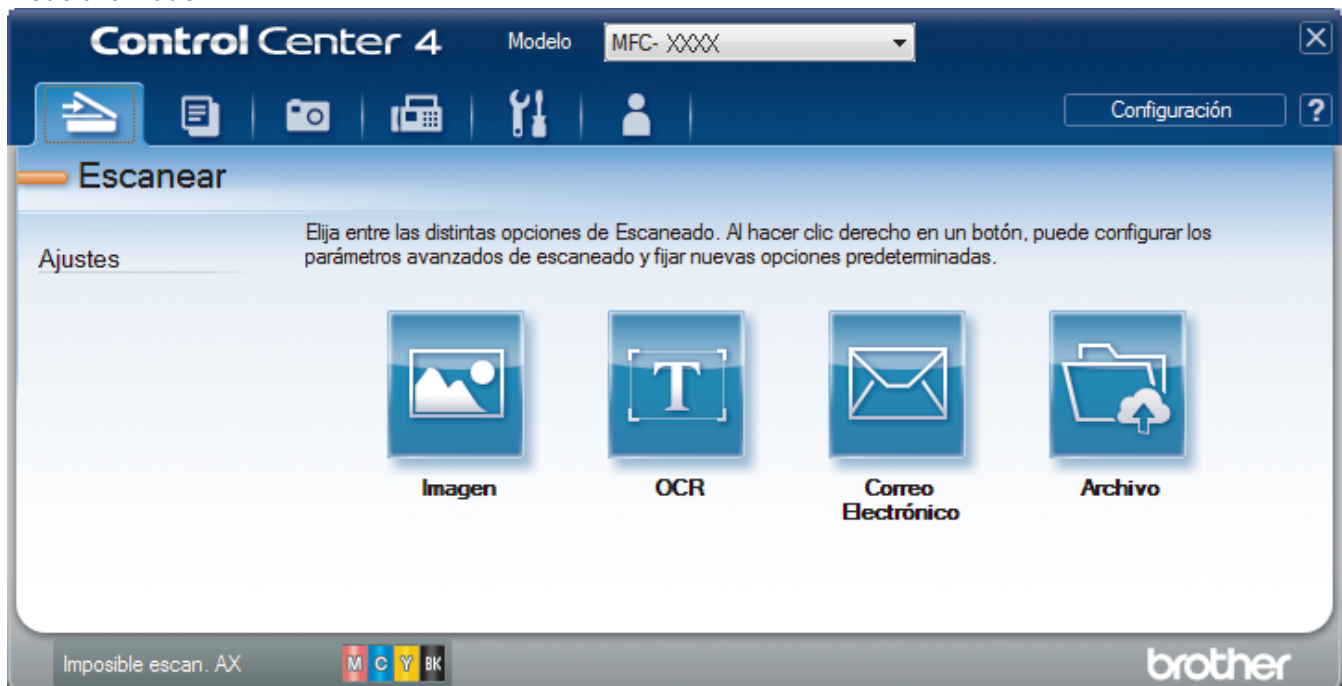 Control Center 4 Modelo MFC- XXXX
Configuración ?
Escanear
Ajustes
Elija entre las distintas opciones de Escaneado. Al hacer clic derecho en un botón, puede configurar los
parámetros avanzados de escaneado y fijar nuevas opciones predeterminadas.
T
Imagen OCR Correo Electrónico Archivo
Imposible escan. AX M C Y BK brother